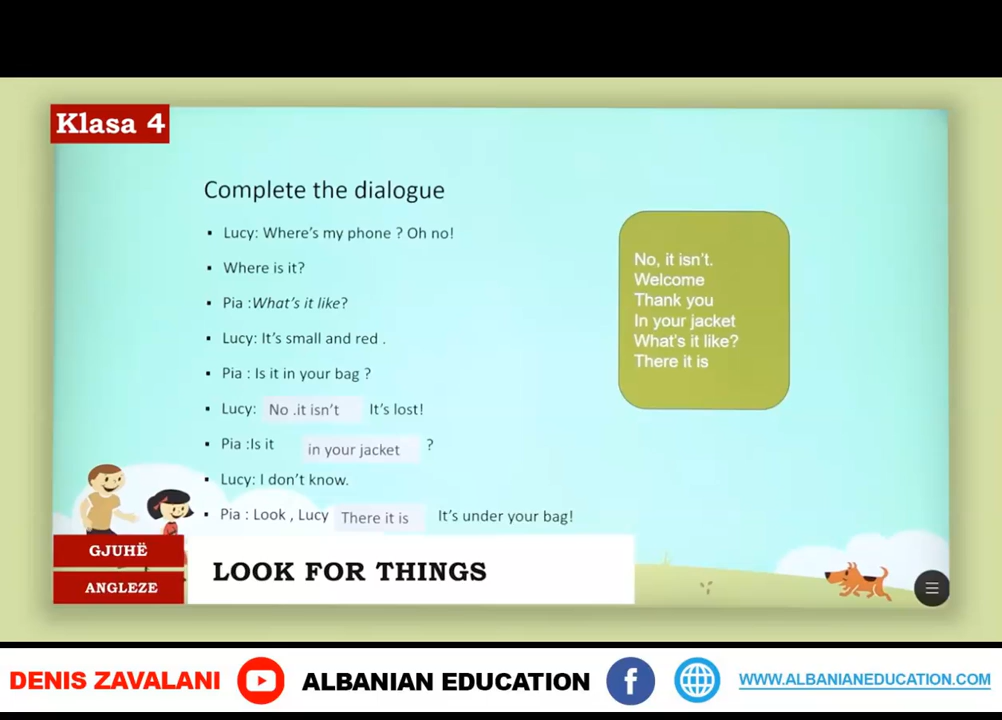 Klasa 4
Complete the dialogue
▪ Lucy: Where's my phone ? Oh no!
▪ Where is it?
▪ Pia :What's it like?
▪ Lucy: It's small and red .
▪ Pia : Is it in your bag ?
▪ Lucy: No .it isn't It's lost!
▪ Pia :Is it in your jacket ?
▪ Lucy: I don't know.
▪ Pia : Look , Lucy There it is It's under your bag!
No, it isn't.
Welcome
Thank you
In your jacket
What's it like?
There it is
GJUHË
ANGLEZE
LOOK FOR THINGS
DENIS ZAVALANI ALBANIAN EDUCATION f WWW.ALBANIANEDUCATION.COM